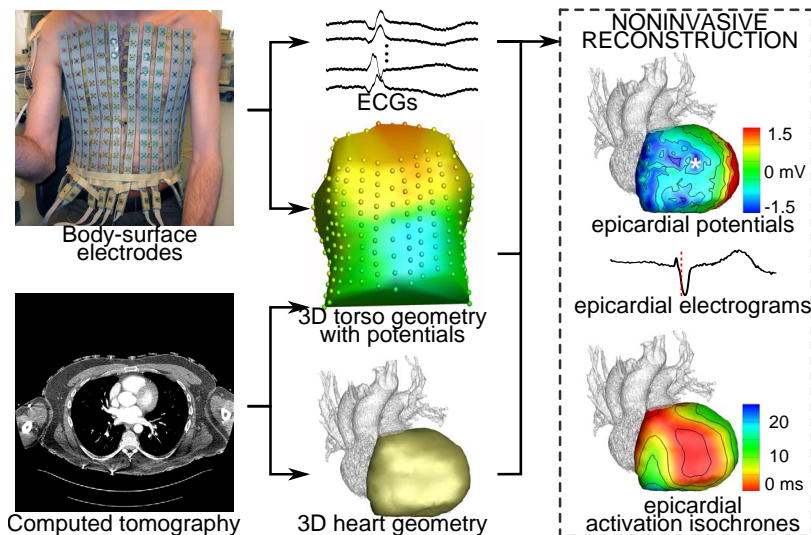 Body-surface
electrodes
Computed tomography
ECGs
3D torso geometry
with potentials
3D heart geometry
NONINVASIVE
RECONSTRUCTION
1.5
0 mV
-1.5
*
epicardial potentials
epicardial electrograms
20
10
0 ms
epicardial
activation isochrones